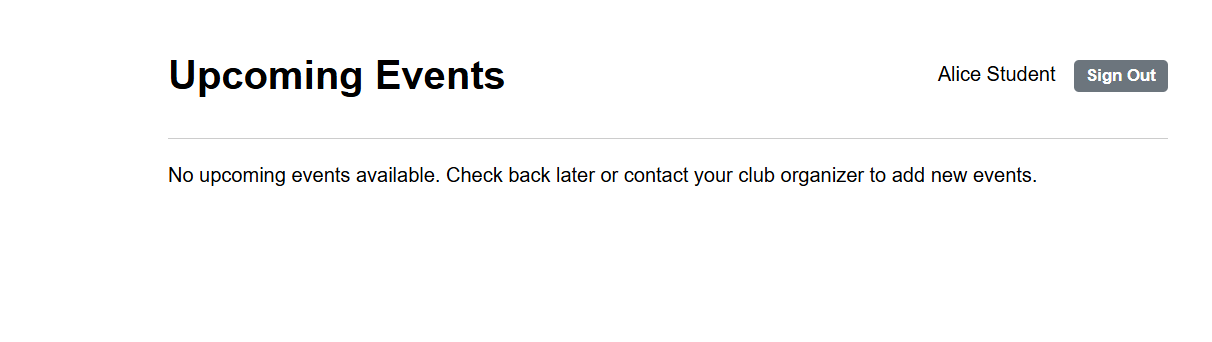 Upcoming Events
Alice Student
Sign Out
No upcoming events available. Check back later or contact your club organizer to add new events.